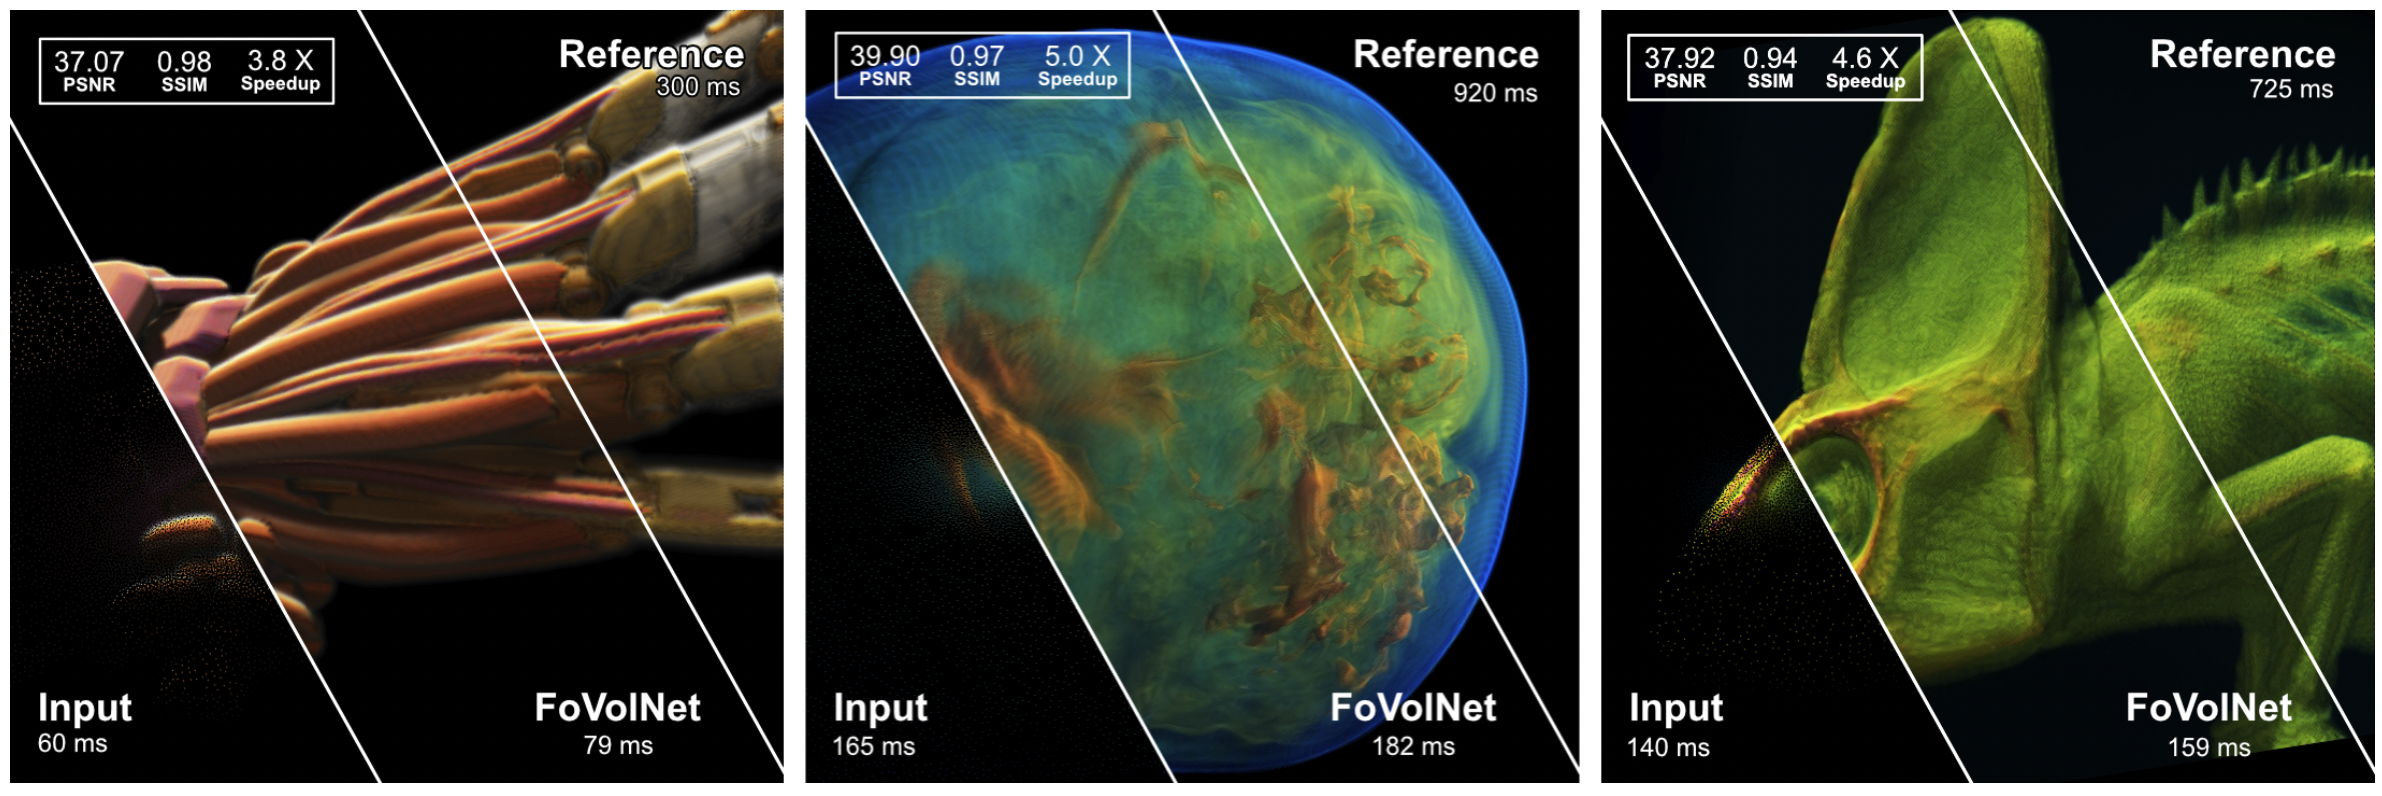 37.07 0.98 3.8 X
PSNR SSIM Speedup
Reference
300 ms
Input
60 ms
FoVolNet
79 ms
39.90 0.97 5.0 X
PSNR SSIM Speedup
Reference
920 ms
Input
165 ms
FoVolNet
182 ms
37.92 0.94 4.6 X
PSNR SSIM Speedup
Reference
725 ms
Input
140 ms
FoVolNet
159 ms